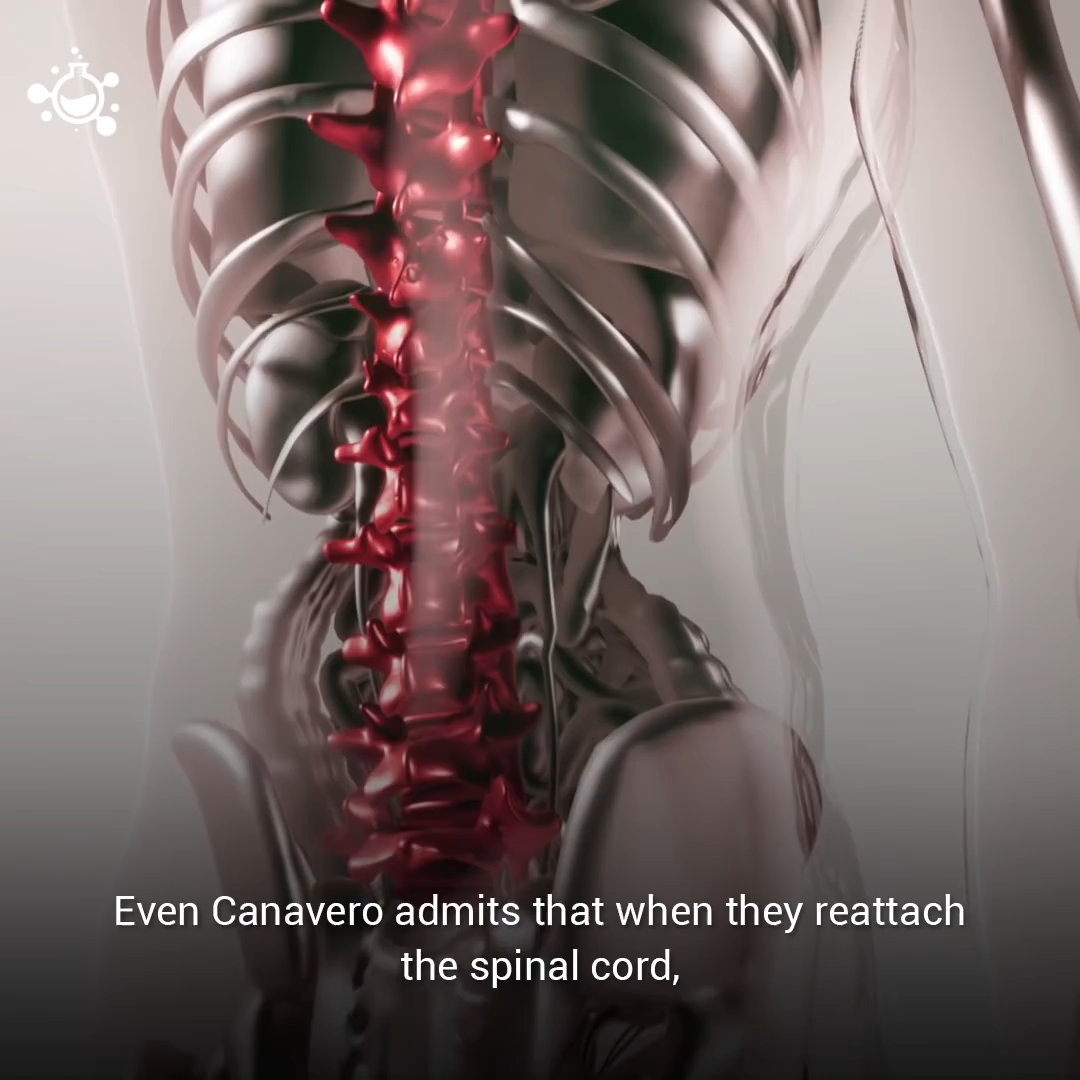 Even Canavero admits that when they reattach
the spinal cord,